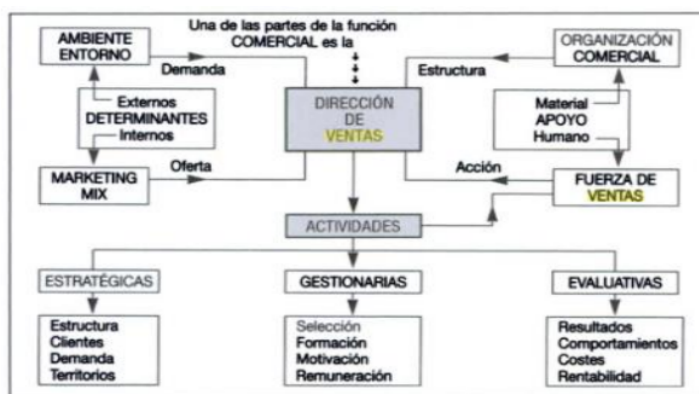 Una de las partes de la función
COMERCIAL es la
AMBIENTE
ENTORNO
Demanda
Estructura
ORGANIZACIÓN
COMERCIAL
Externos
DETERMINANTES
Internos
DIRECCIÓN
DE
VENTAS
Material
APOYO
Humano
MARKETING
MIX
Oferta
Acción
FUERZA DE
VENTAS
ACTIVIDADES
ESTRATÉGICAS
GESTIONARIAS
EVALUATIVAS
Estructura
Clientes
Demanda
Territorios
Selección
Formación
Motivación
Remuneración
Resultados
Comportamientos
Costes
Rentabilidad